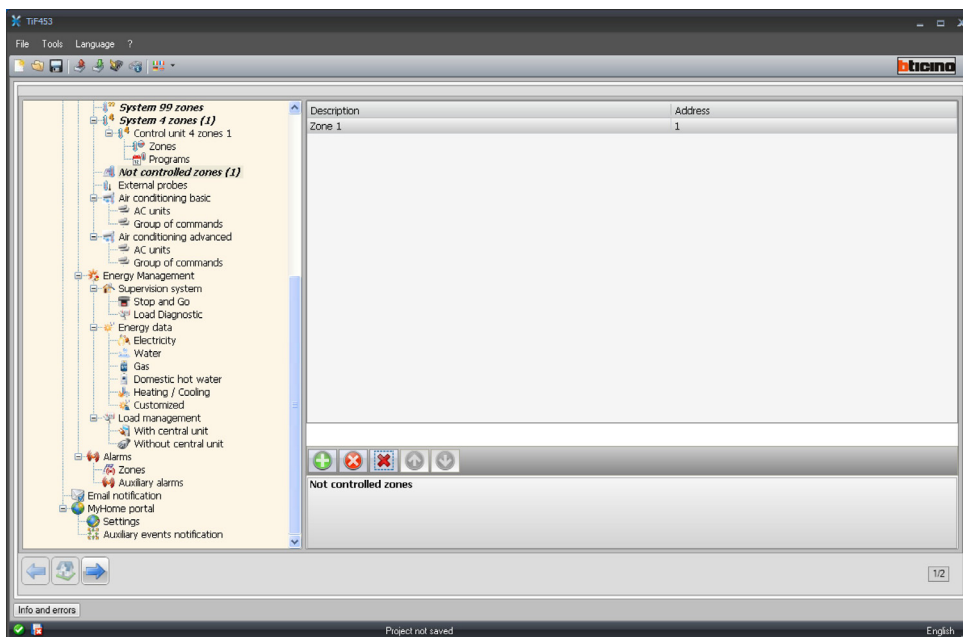 TiF453
File Tools Language ?
bticino
System 99 zones
System 4 zones (1)
Control unit 4 zones 1
Zones
Programs
Not controlled zones (1)
External probes
Air conditioning basic
AC units
Group of commands
Air conditioning advanced
AC units
Group of commands
Energy Management
Supervision system
Stop and Go
Load Diagnostic
Energy data
Electricity
Water
Gas
Domestic hot water
Heating / Cooling
Customized
Load management
With central unit
Without central unit
Alarms
Zones
Auxiliary alarms
Email notification
MyHome portal
Settings
Auxiliary events notification
Description Address
Zone 1 1
Not controlled zones
1/2
Info and errors
Project not saved English